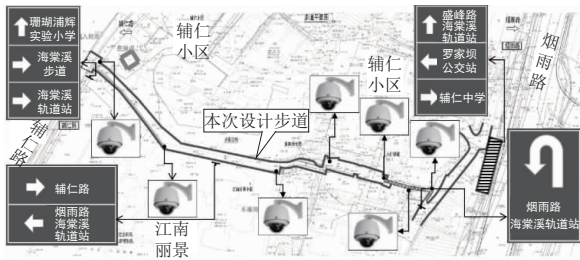 珊瑚浦辉
实验小学
海棠溪
步道
海棠溪
轨道站
辅仁
小区
辅仁
小区
盛峰路
海棠溪
轨道站
罗家坝
公交站
辅仁中学
烟雨路
辅仁路
本次设计步道
辅仁路
烟雨路
海棠溪
轨道站
江南
丽景
烟雨路
海棠溪轨道站